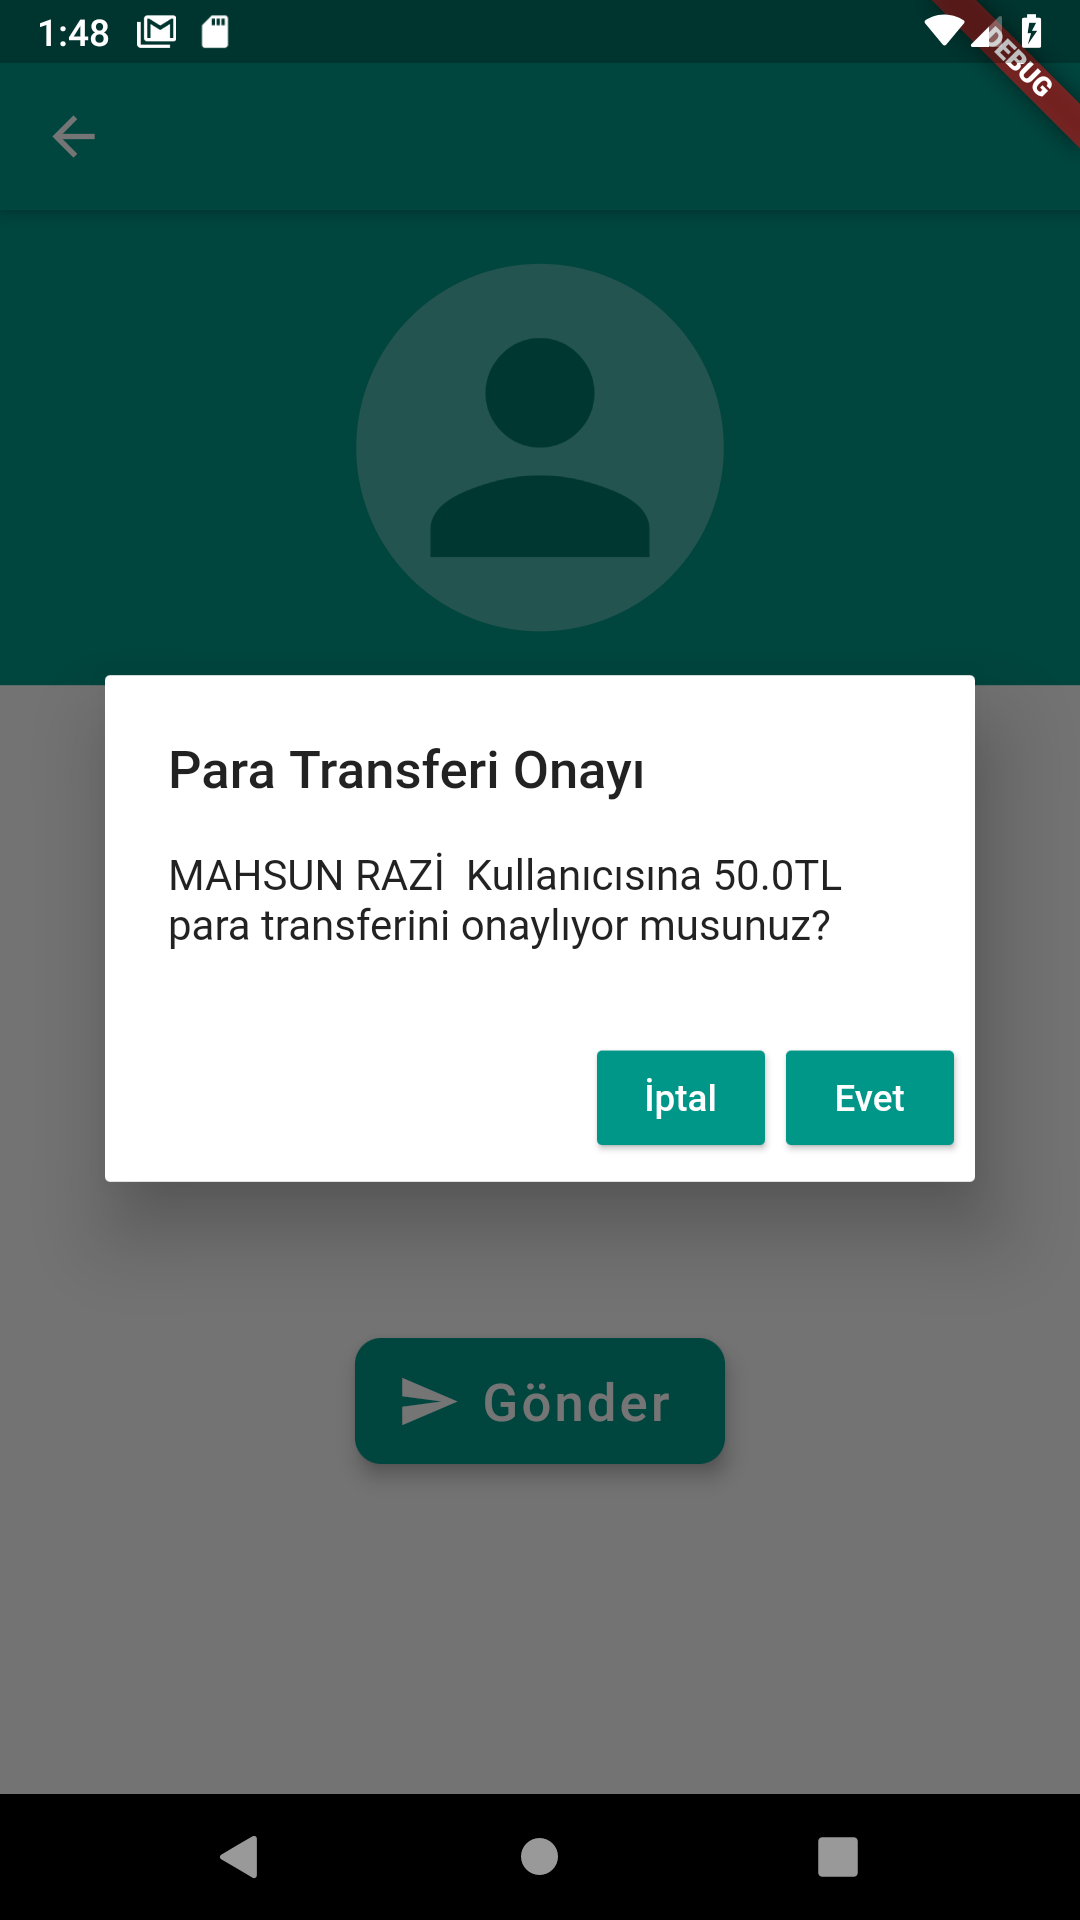 1:48
DEBUG
Para Transferi Onayı
MAHSUN RAZİ  Kullanıcısına 50.0TL
para transferini onaylıyor musunuz?
İptal
Evet
Gönder